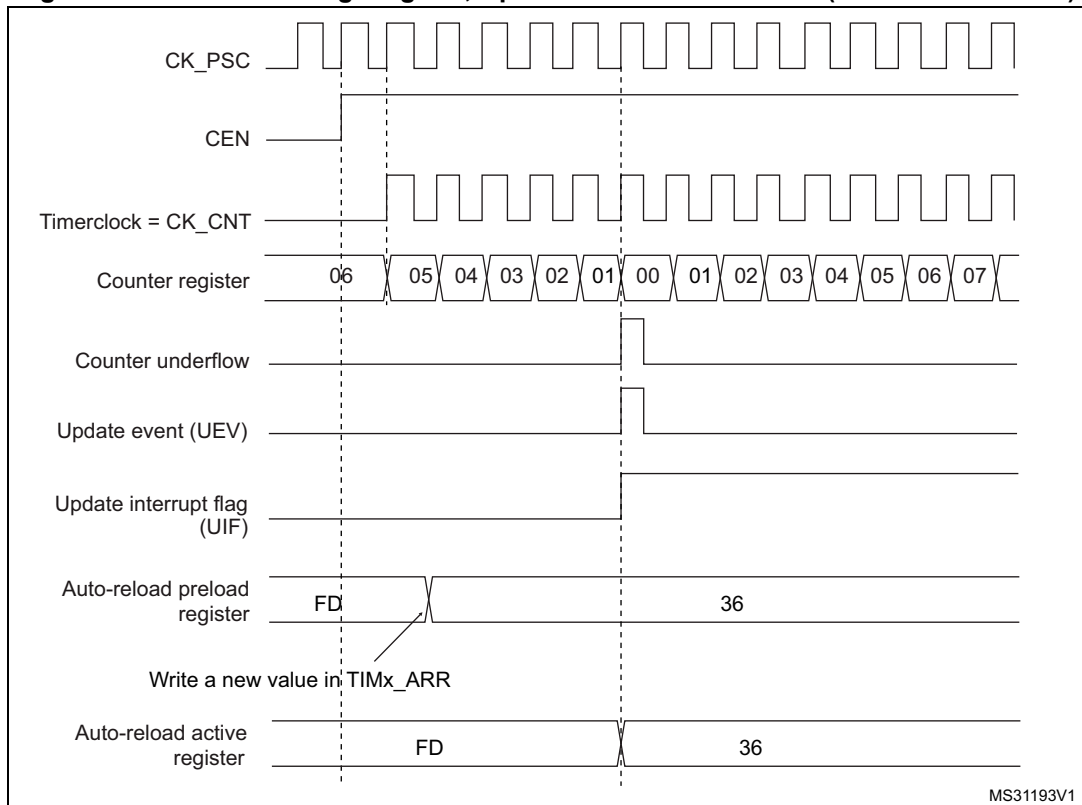 CK_PSC
CEN
Timerclock = CK_CNT
Counter register 06 05 04 03 02 01 00 01 02 03 04 05 06 07
Counter underflow
Update event (UEV)
Update interrupt flag
(UIF)
Auto-reload preload
register
FD 36
Write a new value in TIMx_ARR
Auto-reload active
register
FD 36
MS31193V1